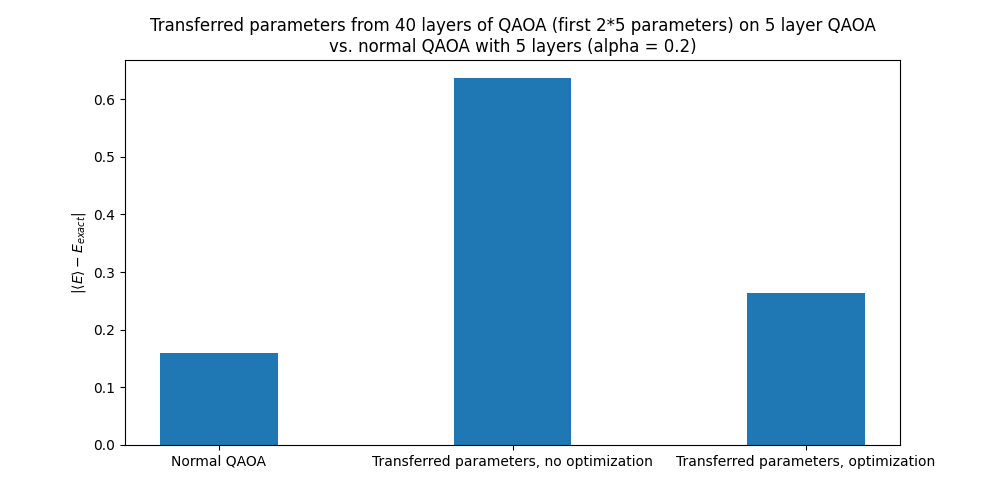 Transferred parameters from 40 layers of QAOA (first 2*5 parameters) on 5 layer QAOA
vs. normal QAOA with 5 layers (alpha = 0.2)
|⟨E⟩ − E_exact|
0.6
0.5
0.4
0.3
0.2
0.1
0.0
Normal QAOA
Transferred parameters, no optimization
Transferred parameters, optimization